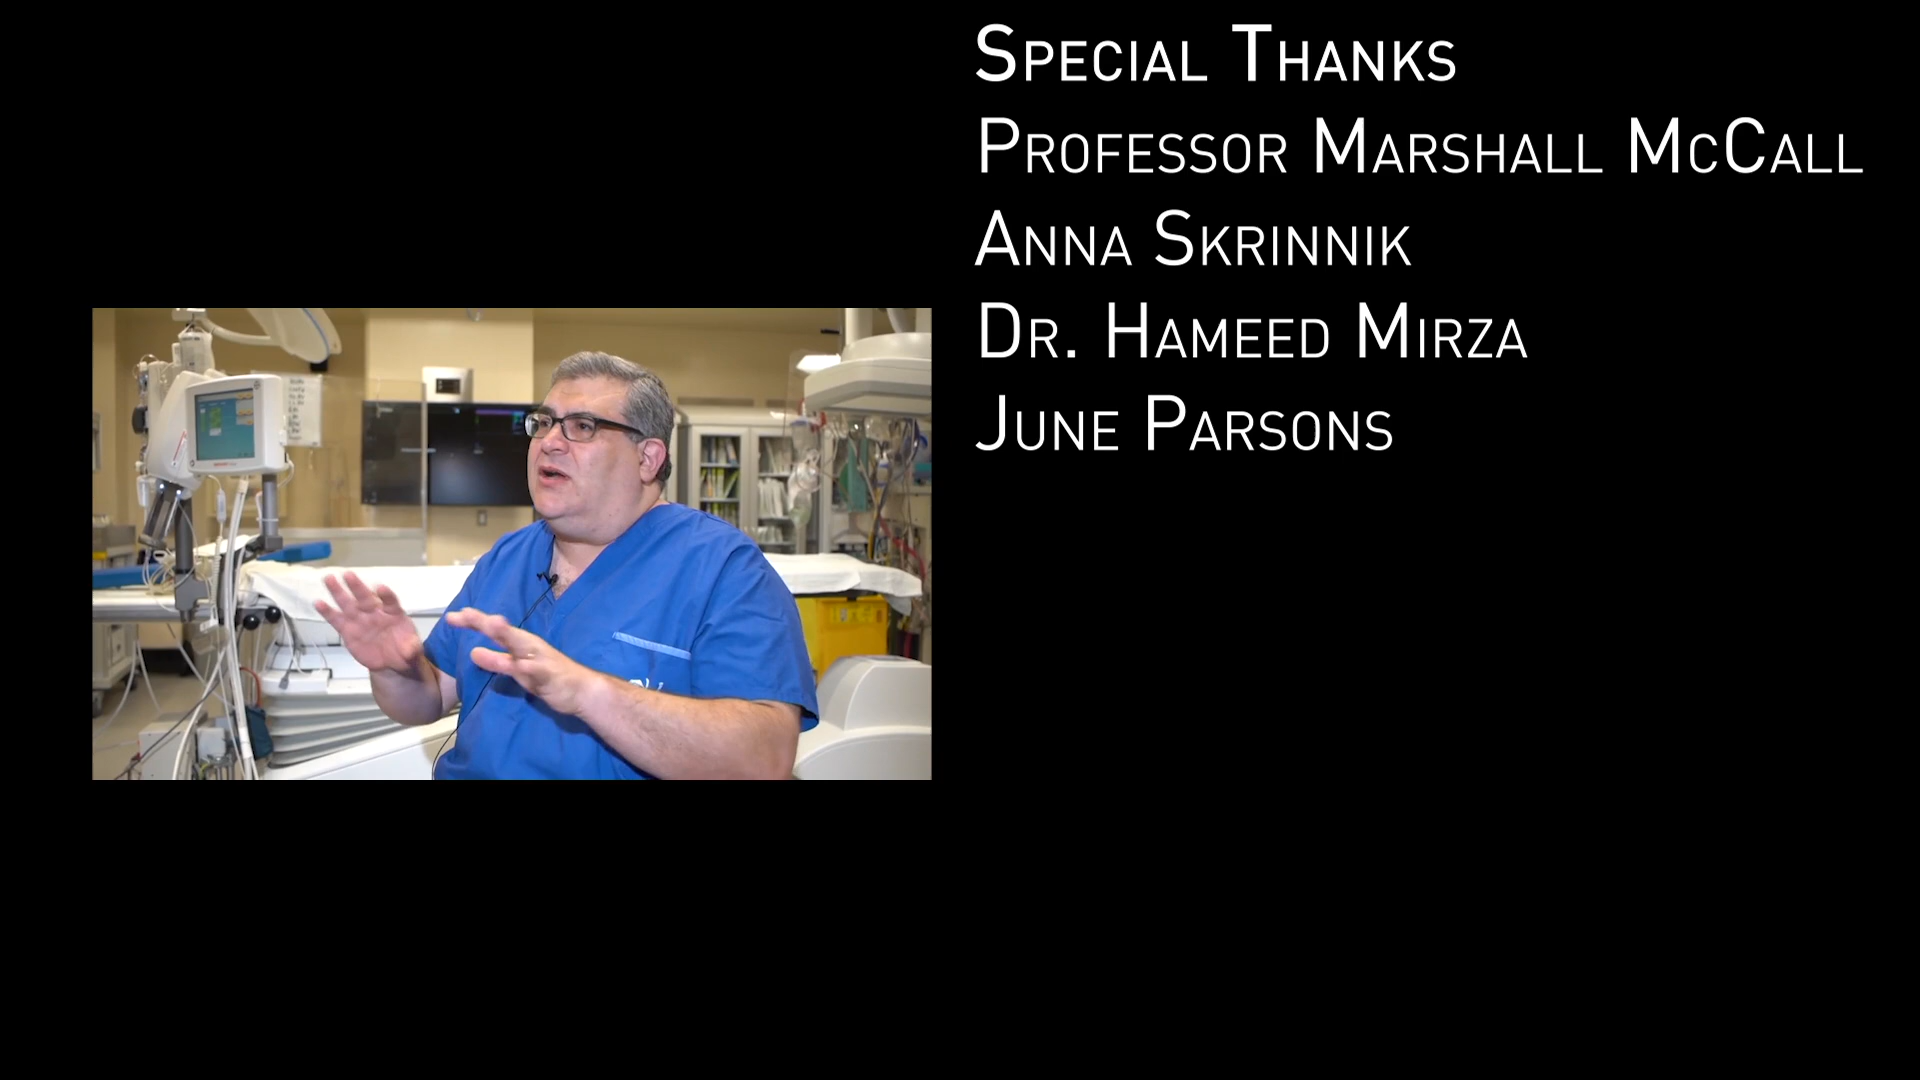 Special Thanks
Professor Marshall McCall
Anna Skrinnik
Dr. Hameed Mirza
June Parsons